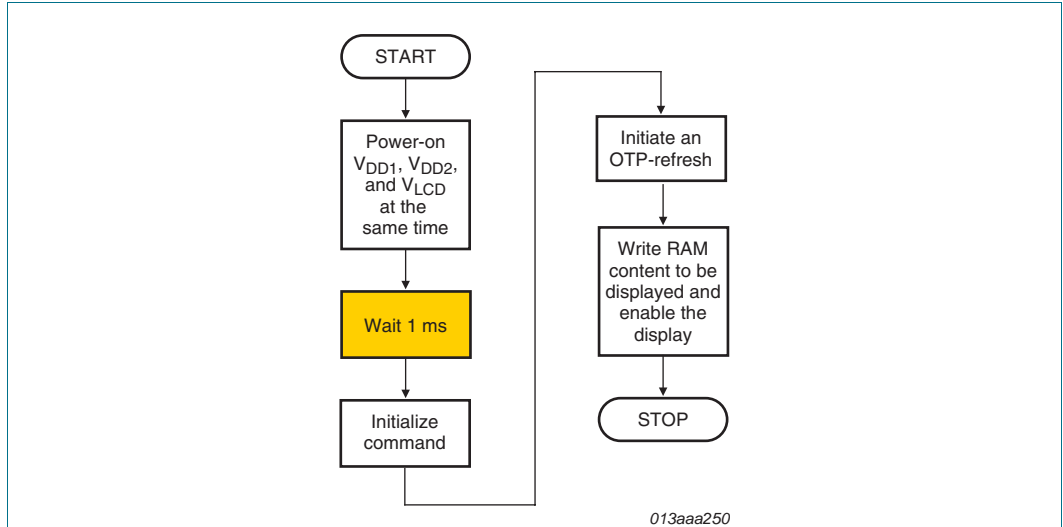 START
Power-on
VDD1, VDD2,
and VLCD
at the
same time
Wait 1 ms
Initialize
command
Initiate an
OTP-refresh
Write RAM
content to be
displayed and
enable the
display
STOP
013aaa250